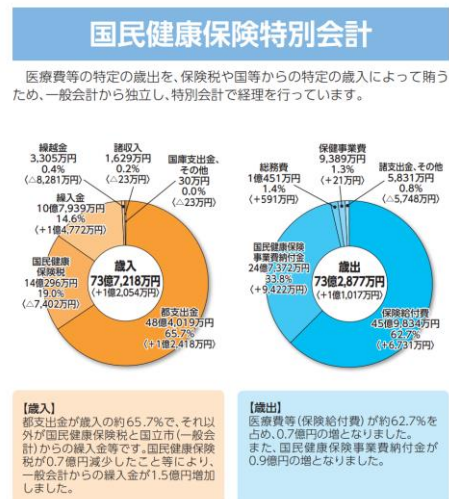 国民健康保険特別会計
医療費等の特定の歳出を、保険税や国等からの特定の歳入によって賄う
ため、一般会計から独立し、特別会計で経理を行っています。
繰越金
3,305万円
0.4%
(△8,281万円)
諸収入
1,629万円
0.2%
(△23万円)
国庫支出金、
その他
30万円
0.0%
(△23万円)
繰入金
10億7,939万円
14.6%
(+1億4,772万円)
国民健康
保険税
14億296万円
19.0%
(△7,402万円)
歳入
73億7,218万円
(+1億2,054万円)
都支出金
48億4,019万円
65.7%
(+1億2,418万円)
総務費
1億451万円
1.4%
(+591万円)
保健事業費
9,389万円
1.3%
(+21万円)
諸支出金、その他
5,831万円
0.8%
(△5,748万円)
国民健康保険
事業費納付金
24億7,372万円
33.8%
(+9,422万円)
歳出
73億2,877万円
(+1億1,017万円)
保険給付費
45億9,834万円
62.7%
(+6,731万円)
【歳入】
都支出金が歳入の約65.7%で、それ以
外が国民健康保険税と国立市(一般会
計)からの繰入金等です。国民健康保険
税が0.7億円減少したこと等により、
一般会計からの繰入金が1.5億円増加
しました。
【歳出】
医療費等(保険給付費)が約62.7%を
占め、0.7億円の増となりました。
また、国民健康保険事業費納付金が
0.9億円の増となりました。